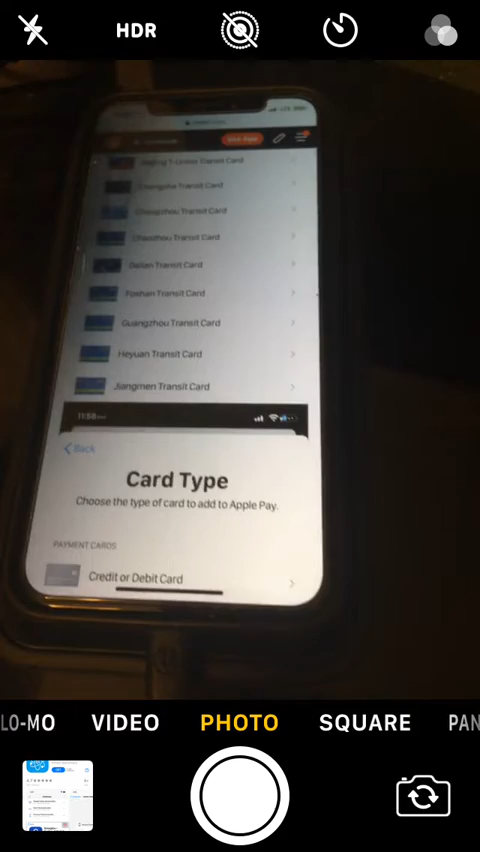 HDR
Beijing T-Union Transit Card
Changsha Transit Card
Changzhou Transit Card
Chaozhou Transit Card
Dalian Transit Card
Foshan Transit Card
Guangzhou Transit Card
Heyuan Transit Card
Jiangmen Transit Card
11:58
Back
Card Type
Choose the type of card to add to Apple Pay.
PAYMENT CARDS
Credit or Debit Card
LO-MO VIDEO PHOTO SQUARE PAN